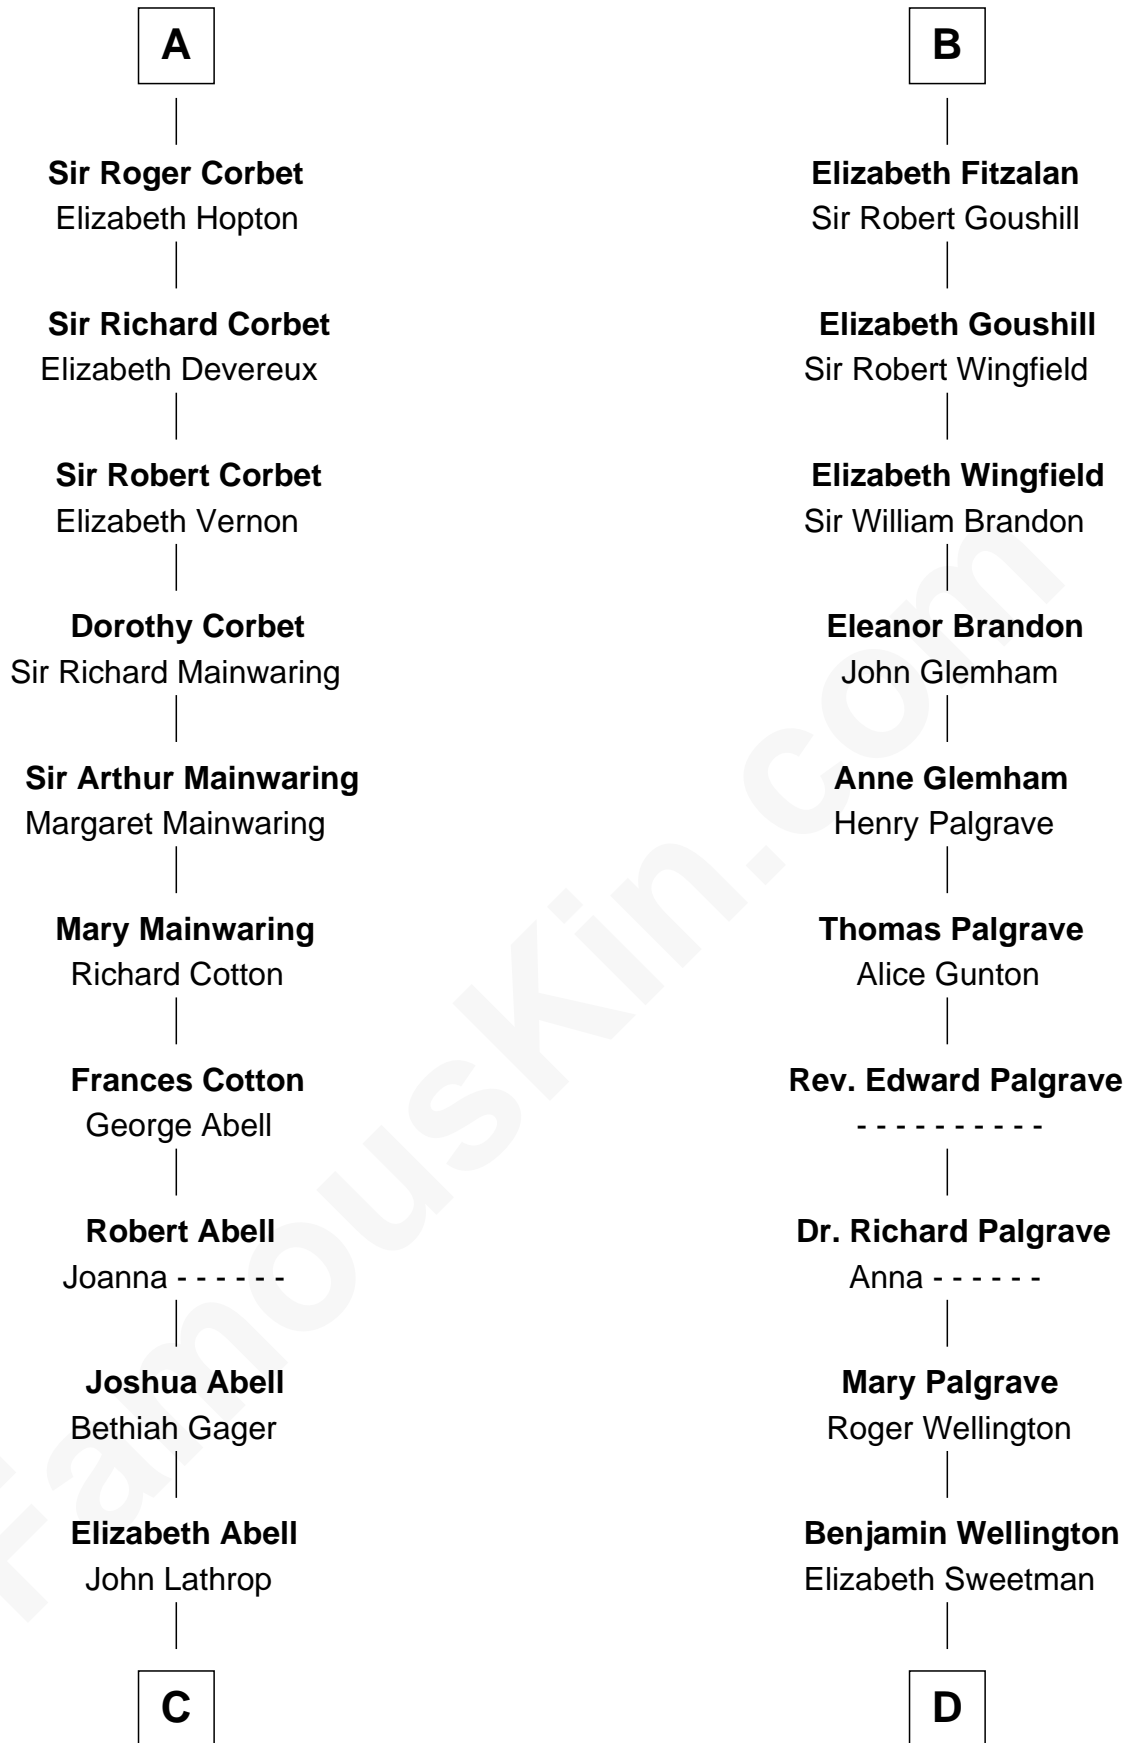 A
Sir Roger Corbet
Elizabeth Hopton
Sir Richard Corbet
Elizabeth Devereux
Sir Robert Corbet
Elizabeth Vernon
Dorothy Corbet
Sir Richard Mainwaring
Sir Arthur Mainwaring
Margaret Mainwaring
Mary Mainwaring
Richard Cotton
Frances Cotton
George Abell
Robert Abell
Joanna - - - - - -
Joshua Abell
Bethiah Gager
Elizabeth Abell
John Lathrop
C
B
Elizabeth Fitzalan
Sir Robert Goushill
Elizabeth Goushill
Sir Robert Wingfield
Elizabeth Wingfield
Sir William Brandon
Eleanor Brandon
John Glemham
Anne Glemham
Henry Palgrave
Thomas Palgrave
Alice Gunton
Rev. Edward Palgrave
- - - - - - - - - -
Dr. Richard Palgrave
Anna - - - - - -
Mary Palgrave
Roger Wellington
Benjamin Wellington
Elizabeth Sweetman
D
FamousKin.com